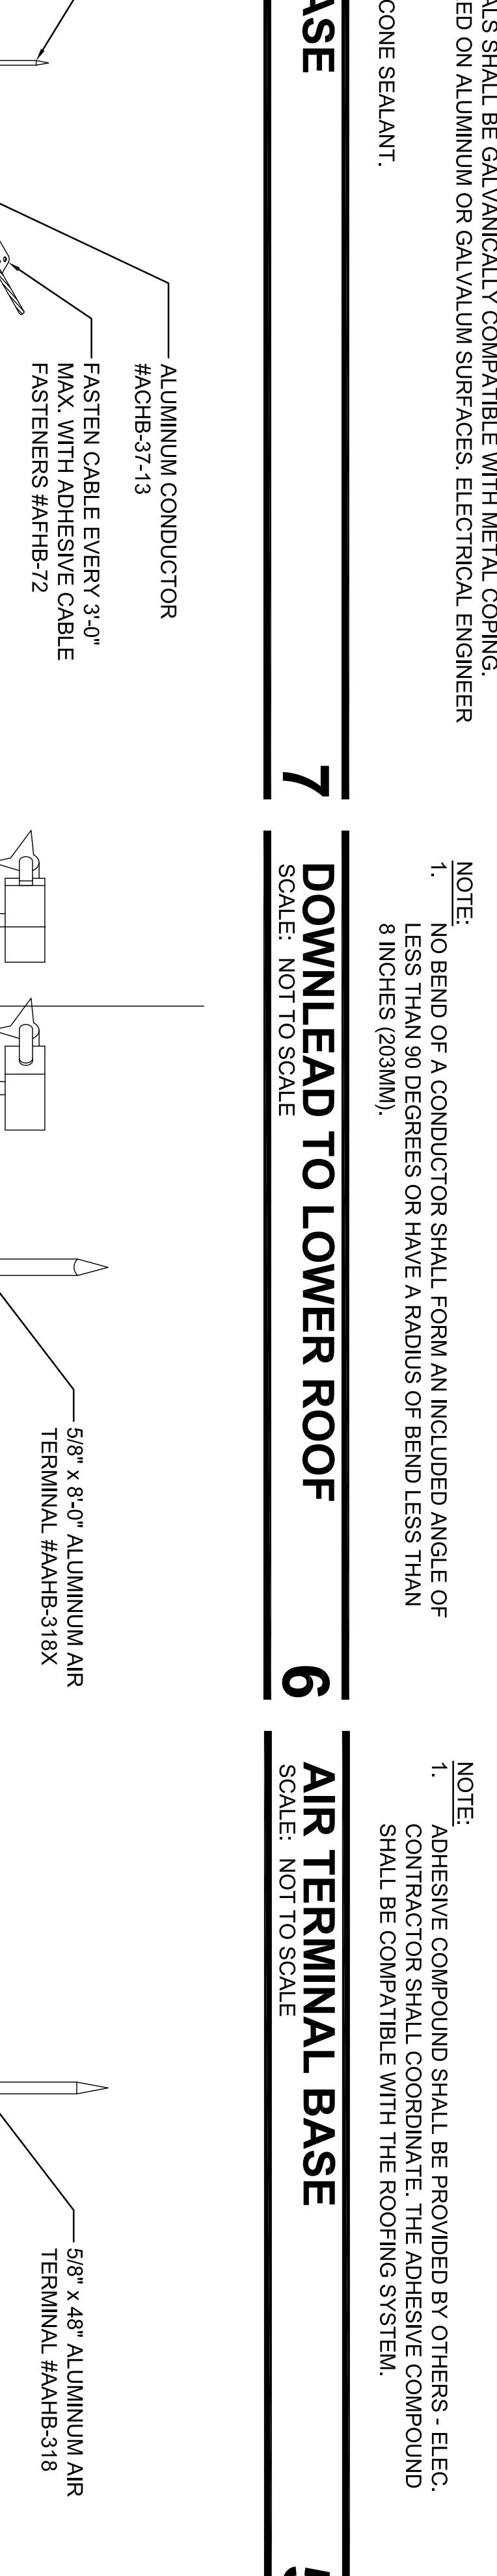 ALS SHALL BE GALVANICALLY COMPATIBLE WITH METAL COPING.
ED ON ALUMINUM OR GALVALUM SURFACES. ELECTRICAL ENGINEER
CONE SEALANT.
ASE
7
ALUMINUM CONDUCTOR
#ACHB-37-13
FASTEN CABLE EVERY 3'-0"
MAX. WITH ADHESIVE CABLE
FASTENERS #AFHB-72
NOTE:
1. NO BEND OF A CONDUCTOR SHALL FORM AN INCLUDED ANGLE OF
LESS THAN 90 DEGREES OR HAVE A RADIUS OF BEND LESS THAN
8 INCHES (203MM).
DOWNLEAD TO LOWER ROOF
SCALE: NOT TO SCALE
6
5/8" x 8'-0" ALUMINUM AIR
TERMINAL #AAHB-318X
NOTE:
1. ADHESIVE COMPOUND SHALL BE PROVIDED BY OTHERS - ELEC.
CONTRACTOR SHALL COORDINATE. THE ADHESIVE COMPOUND
SHALL BE COMPATIBLE WITH THE ROOFING SYSTEM.
AIR TERMINAL BASE
SCALE: NOT TO SCALE
5/8" x 48" ALUMINUM AIR
TERMINAL #AAHB-318